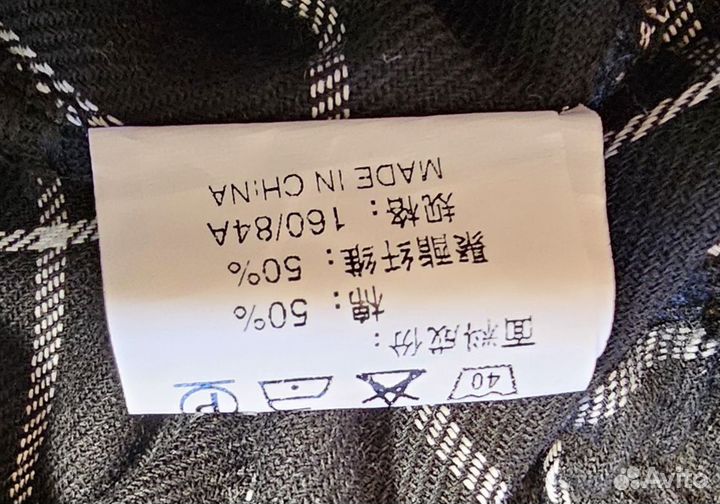 40
面料成份:
棉: 50%
聚酯纤维: 50%
规格: 160/84A
MADE IN CHINA
Avito